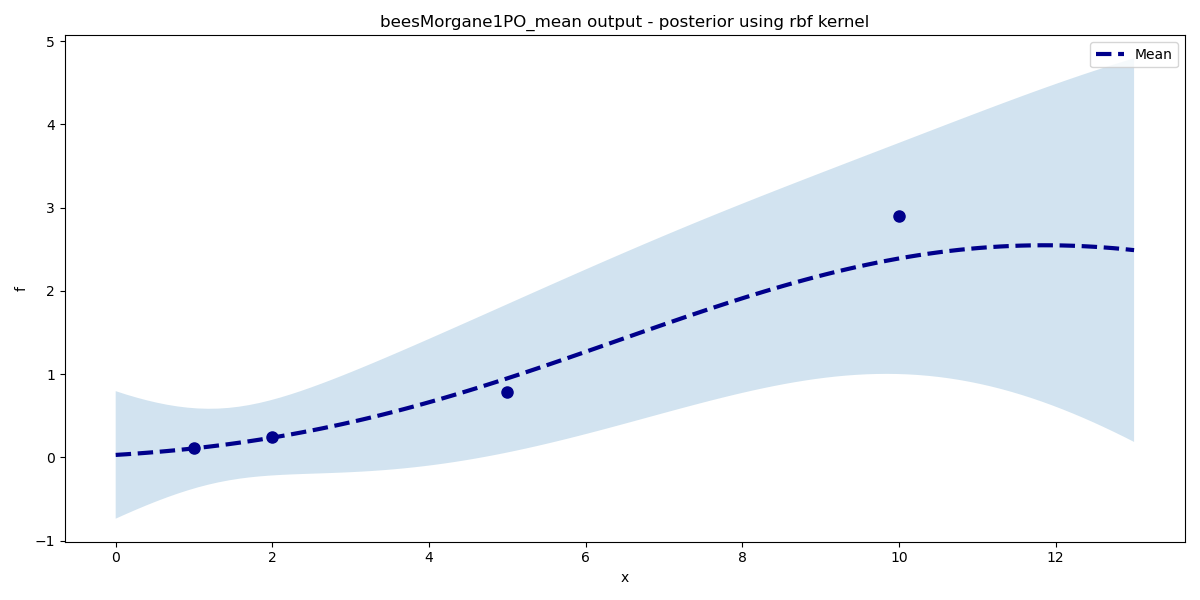 beesMorgane1PO_mean output - posterior using rbf kernel
Mean
f
5
4
3
2
1
0
−1
0 2 4 6 8 10 12
x